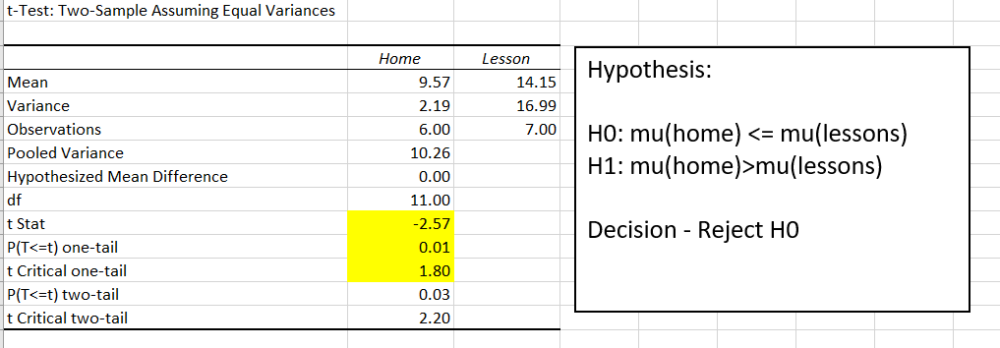 t-Test: Two-Sample Assuming Equal Variances
Home Lesson
Mean 9.57 14.15
Variance 2.19 16.99
Observations 6.00 7.00
Pooled Variance 10.26
Hypothesized Mean Difference 0.00
df 11.00
t Stat -2.57
P(T<=t) one-tail 0.01
t Critical one-tail 1.80
P(T<=t) two-tail 0.03
t Critical two-tail 2.20
Hypothesis:
H0: mu(home) <= mu(lessons)
H1: mu(home)>mu(lessons)
Decision - Reject H0